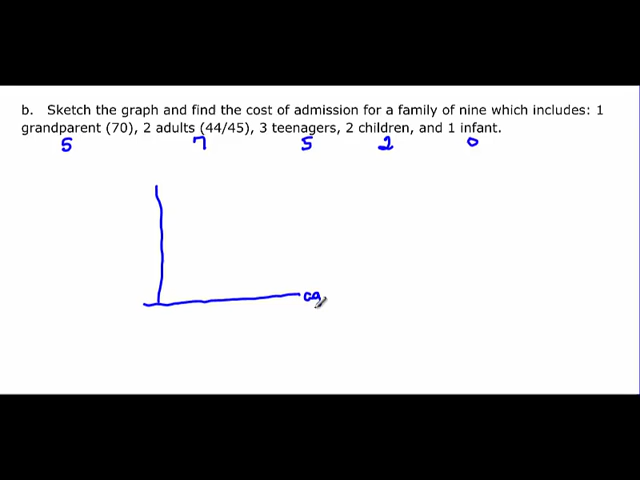 b. Sketch the graph and find the cost of admission for a family of nine which includes: 1
grandparent (70), 2 adults (44/45), 3 teenagers, 2 children, and 1 infant.
5 7 5 2 0
ag